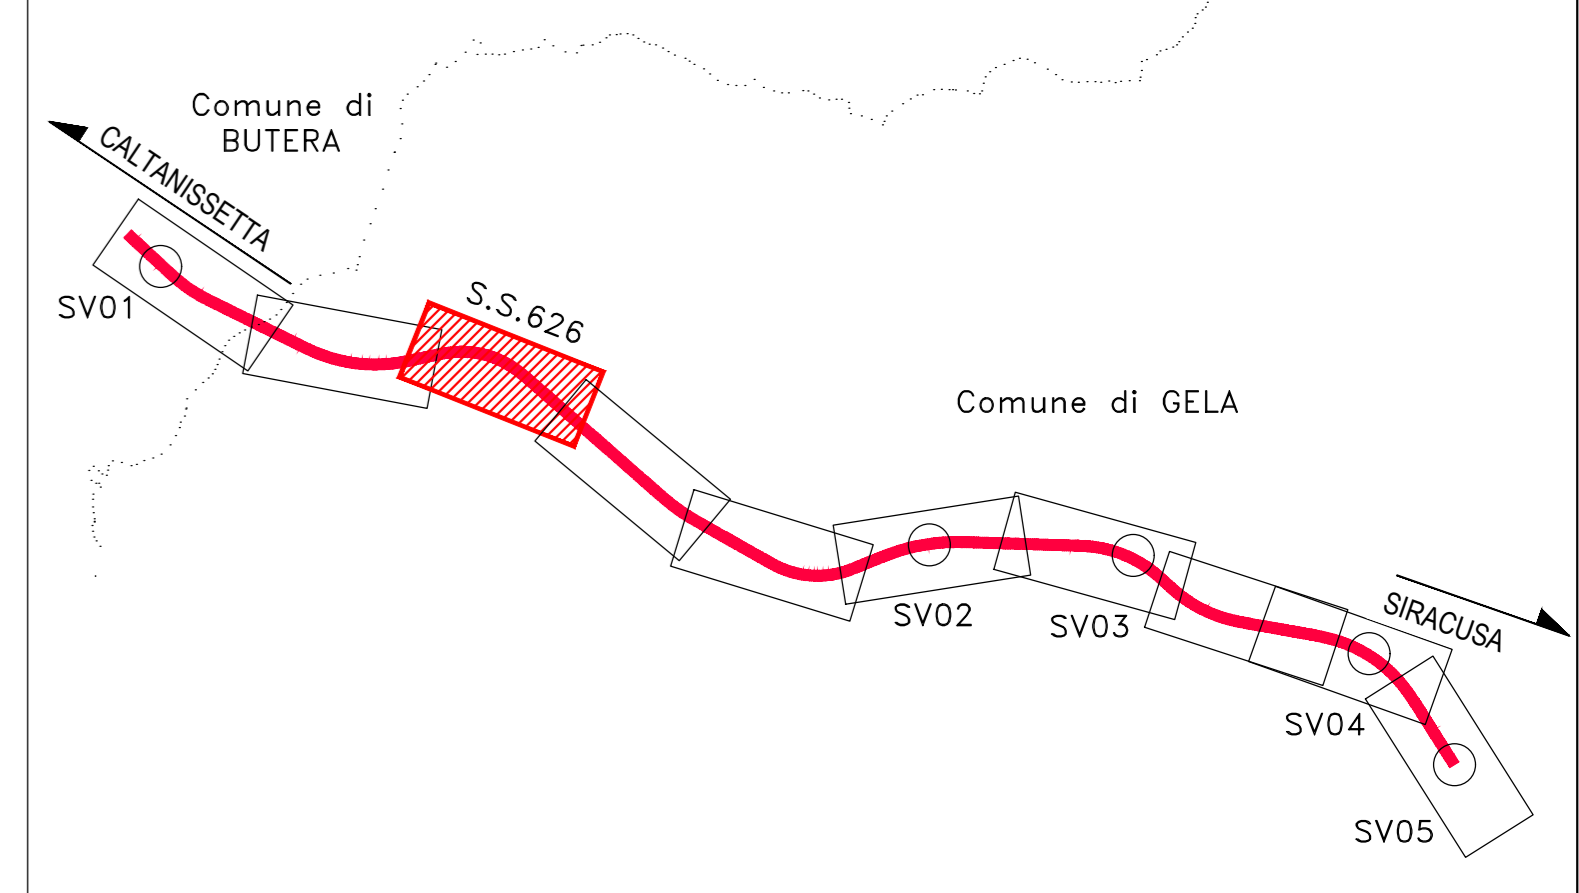 Comune di
BUTERA
CALTANISSETTA
SV01
S.S.626
Comune di GELA
SV02
SV03
SIRACUSA
SV04
SV05